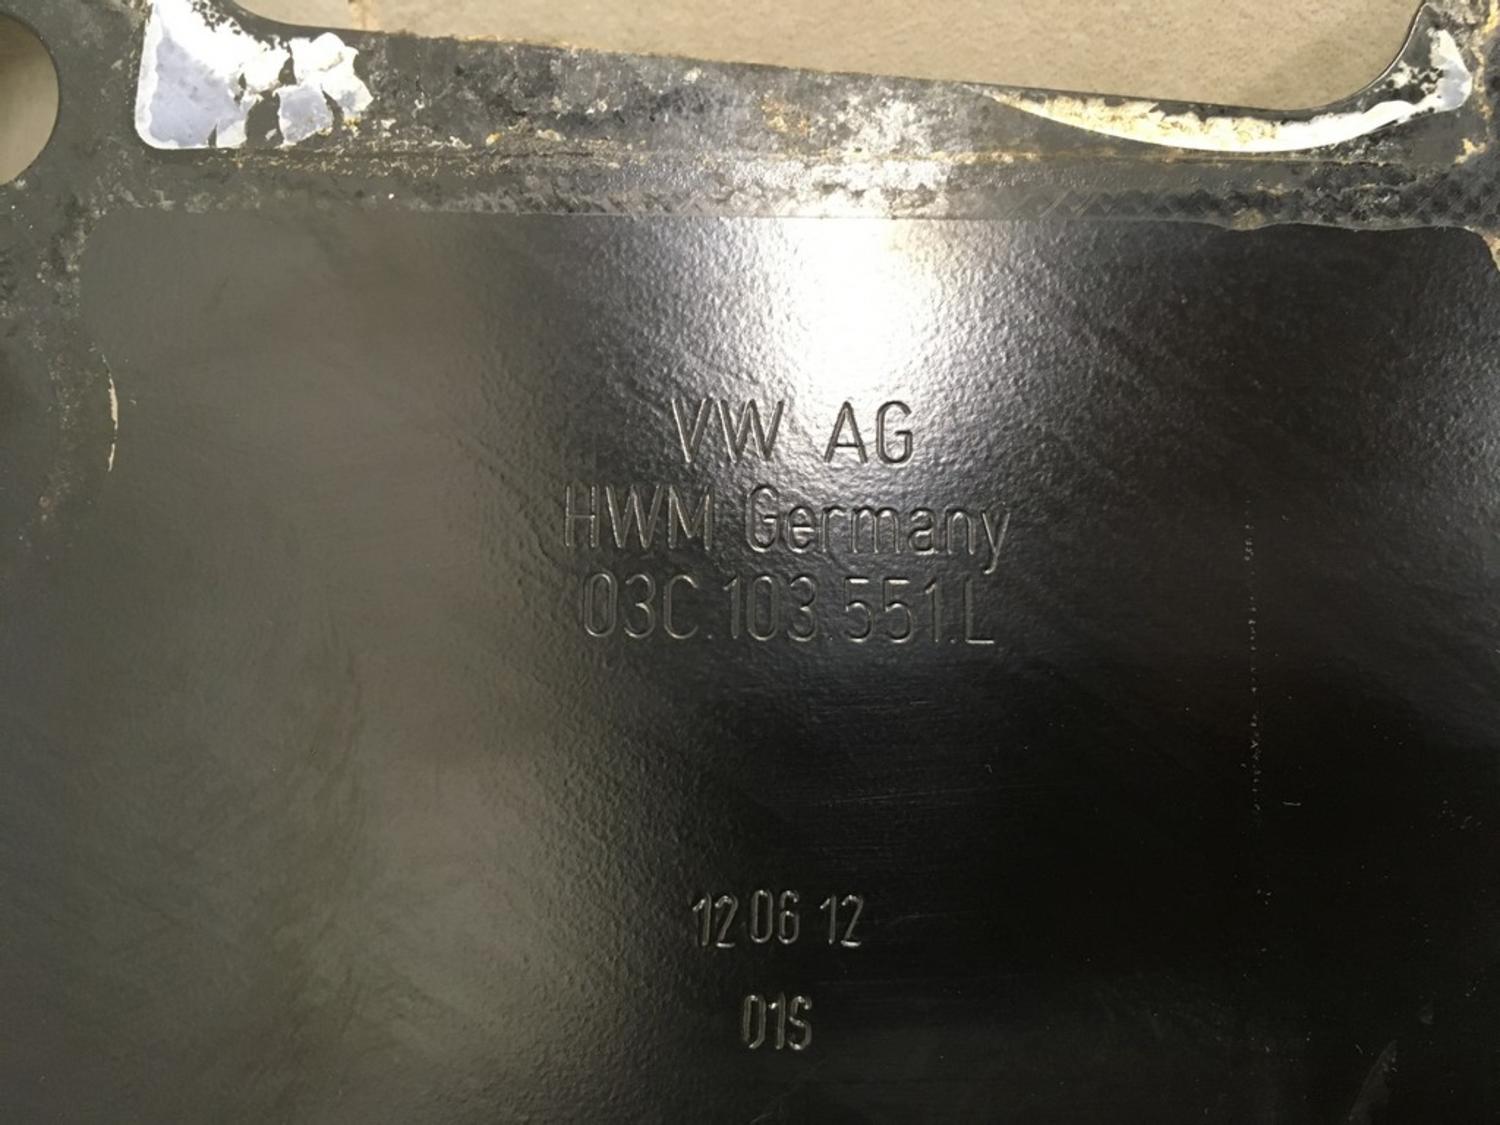 VW AG
HWM Germany
03C.103.551.L
12 06 12
01S